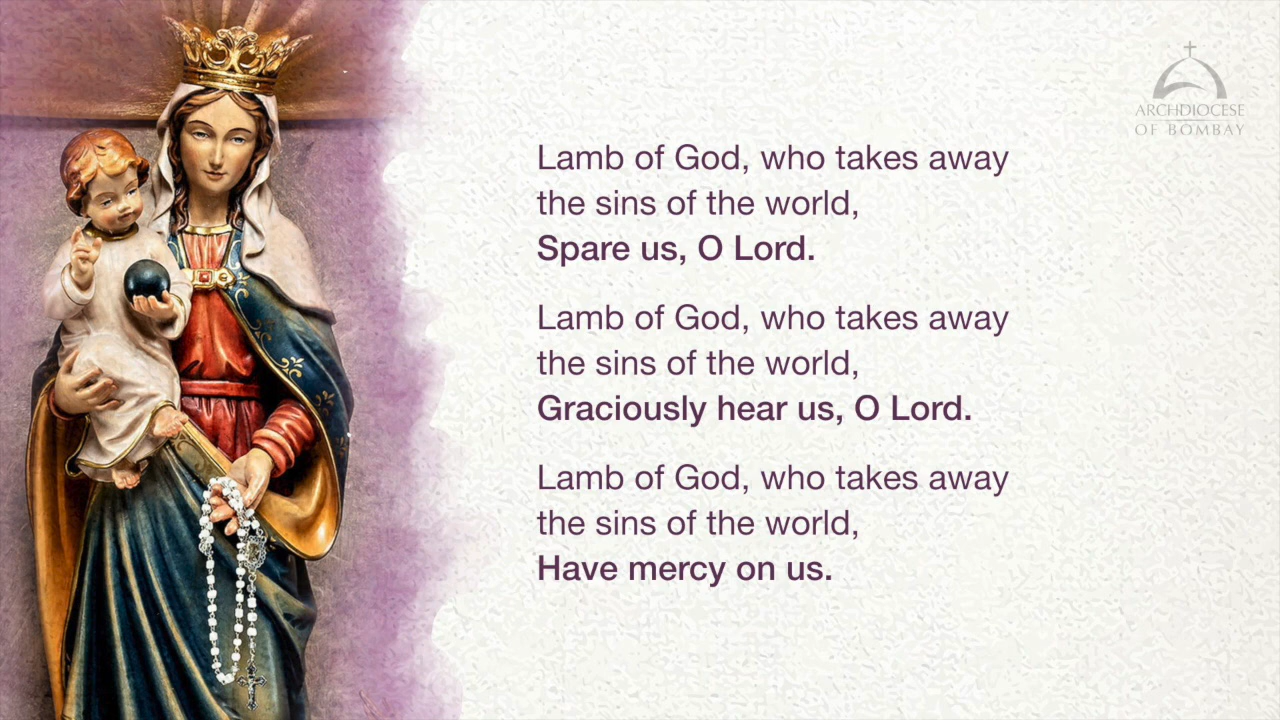 ARCHDIOCESE
OF BOMBAY
Lamb of God, who takes away
the sins of the world,
Spare us, O Lord.
Lamb of God, who takes away
the sins of the world,
Graciously hear us, O Lord.
Lamb of God, who takes away
the sins of the world,
Have mercy on us.